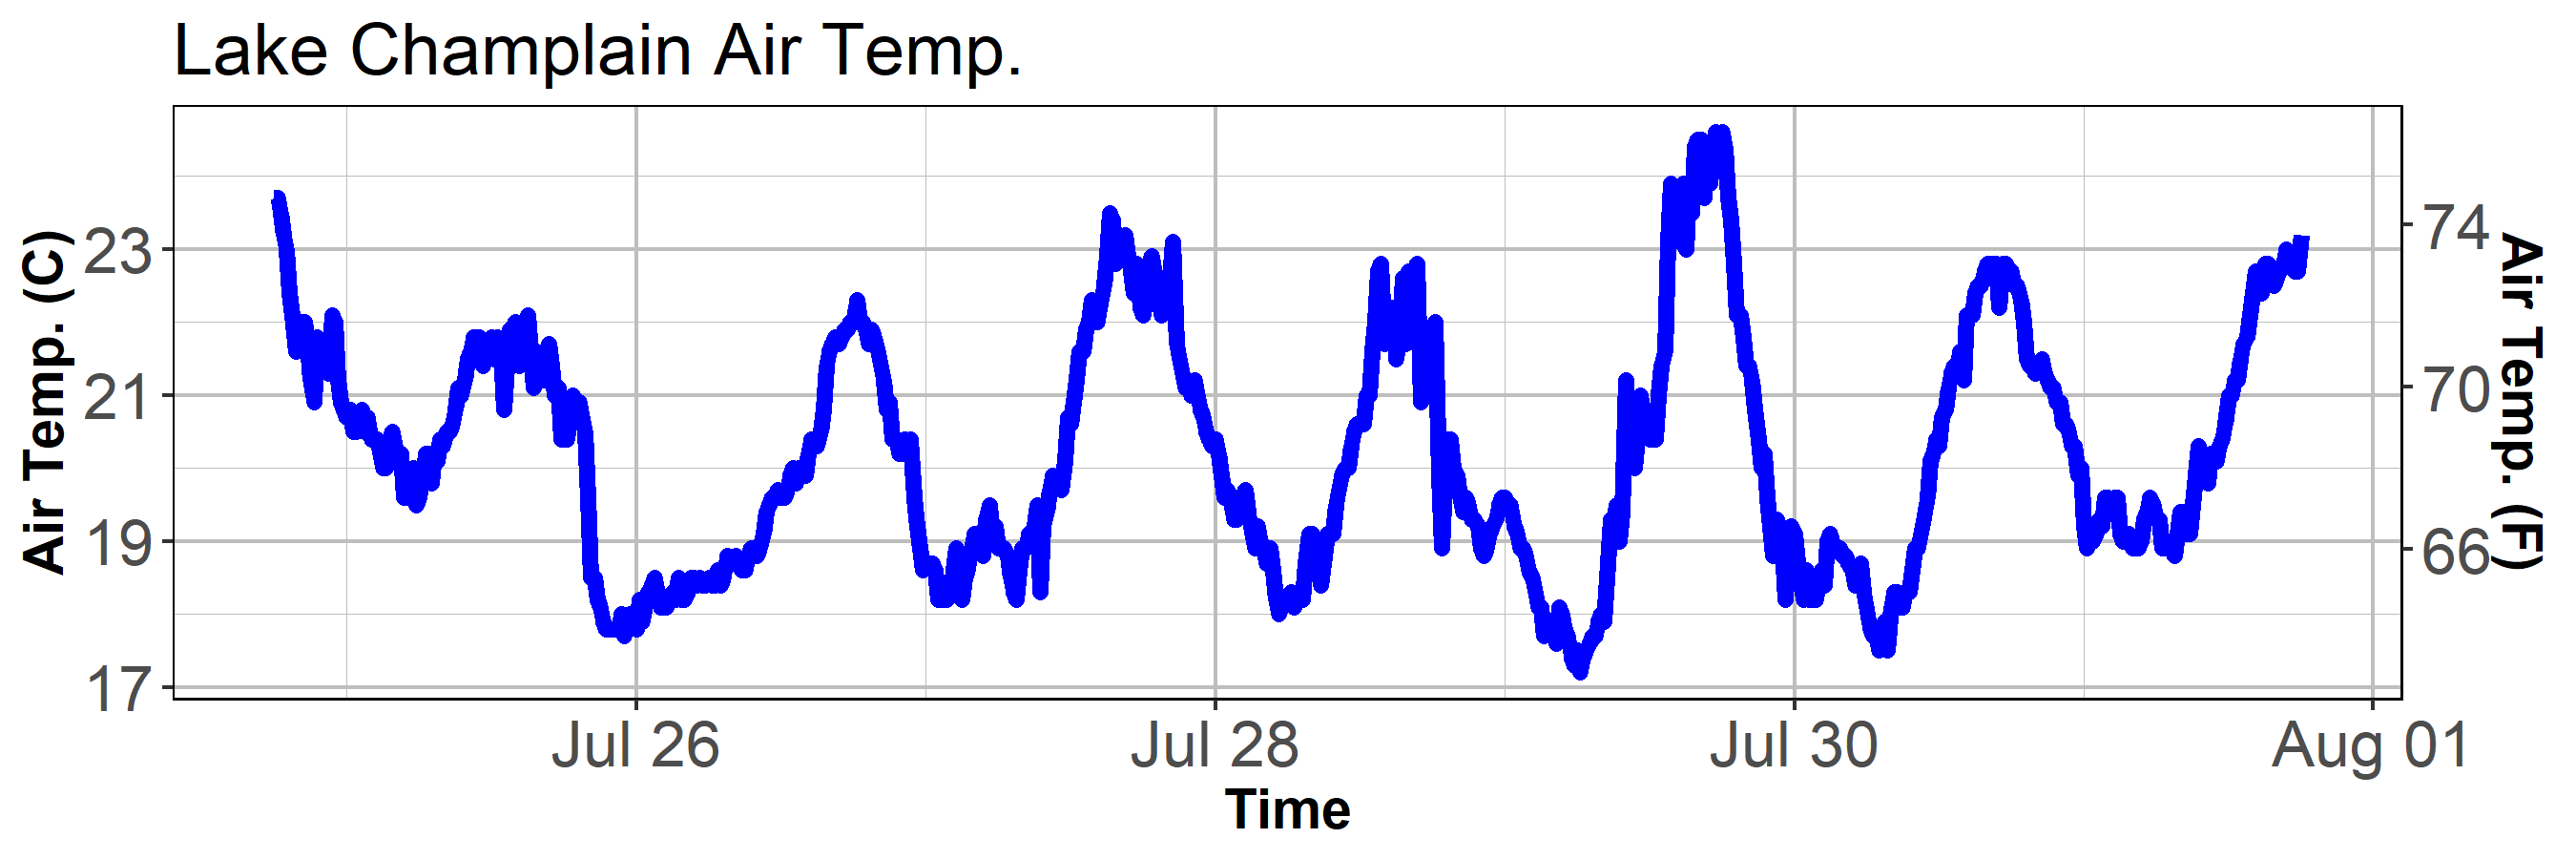 Lake Champlain Air Temp.
Air Temp. (C)
23
21
19
17
74
70
66
Air Temp. (F)
Jul 26
Jul 28
Jul 30
Aug 01
Time